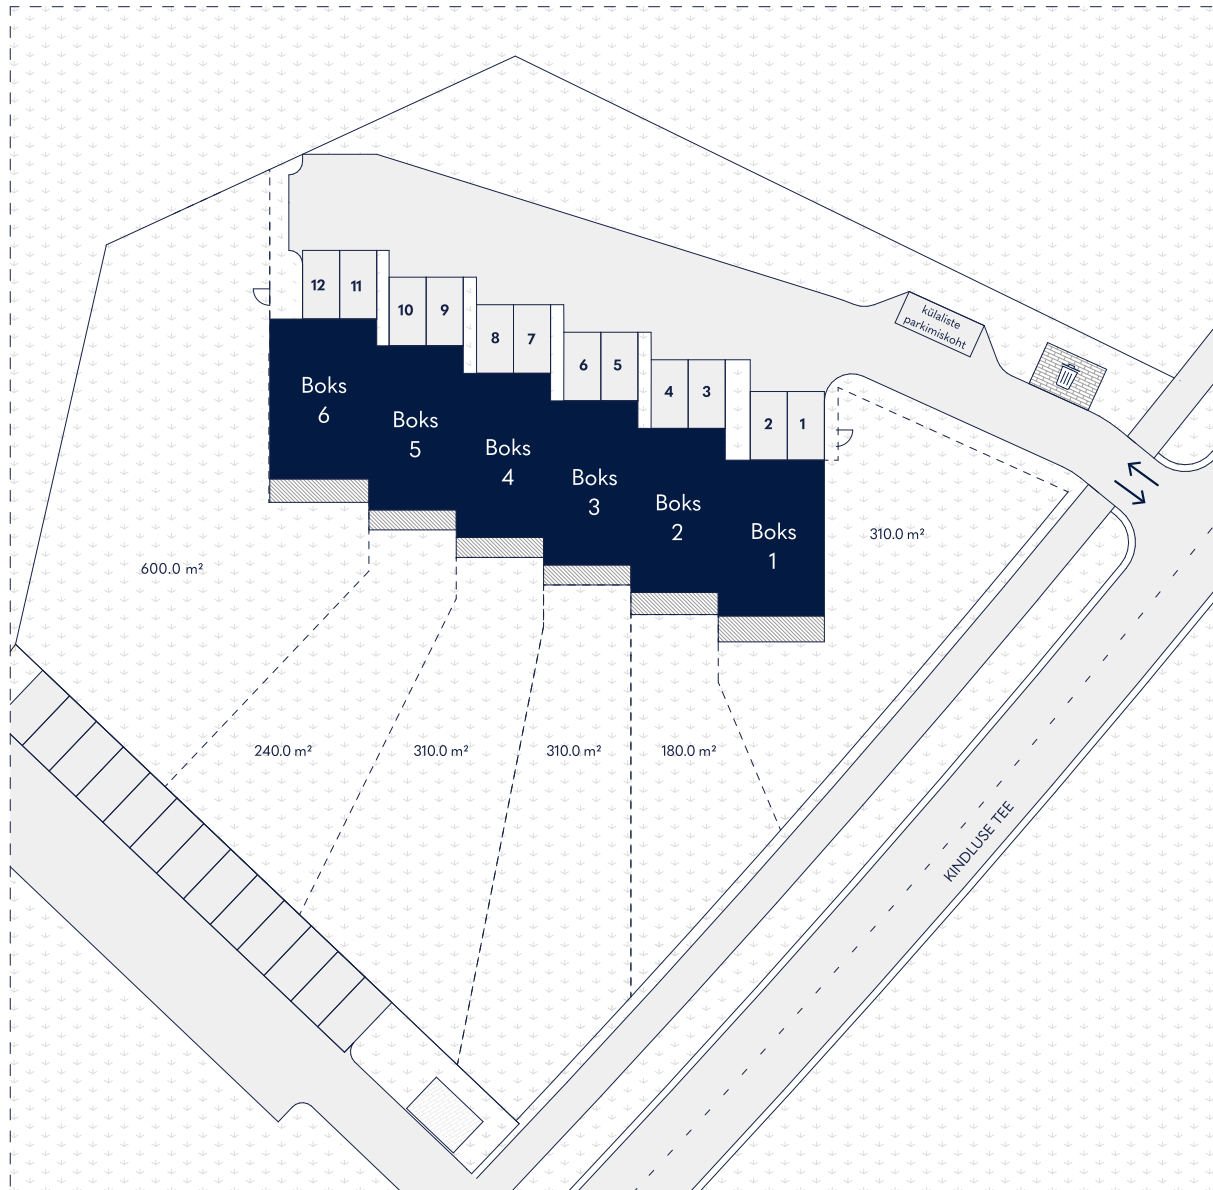 külaliste
parkimiskoht
12
11
10
9
8
7
6
5
4
3
2
1
Boks
6
Boks
5
Boks
4
Boks
3
Boks
2
Boks
1
310.0 m²
600.0 m²
240.0 m²
310.0 m²
310.0 m²
180.0 m²
KINDLUSE TEE